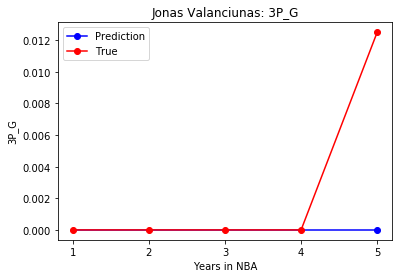 Jonas Valanciunas: 3P_G
Prediction
True
0.012
0.010
0.008
0.006
0.004
0.002
0.000
3P_G
1 2 3 4 5
Years in NBA